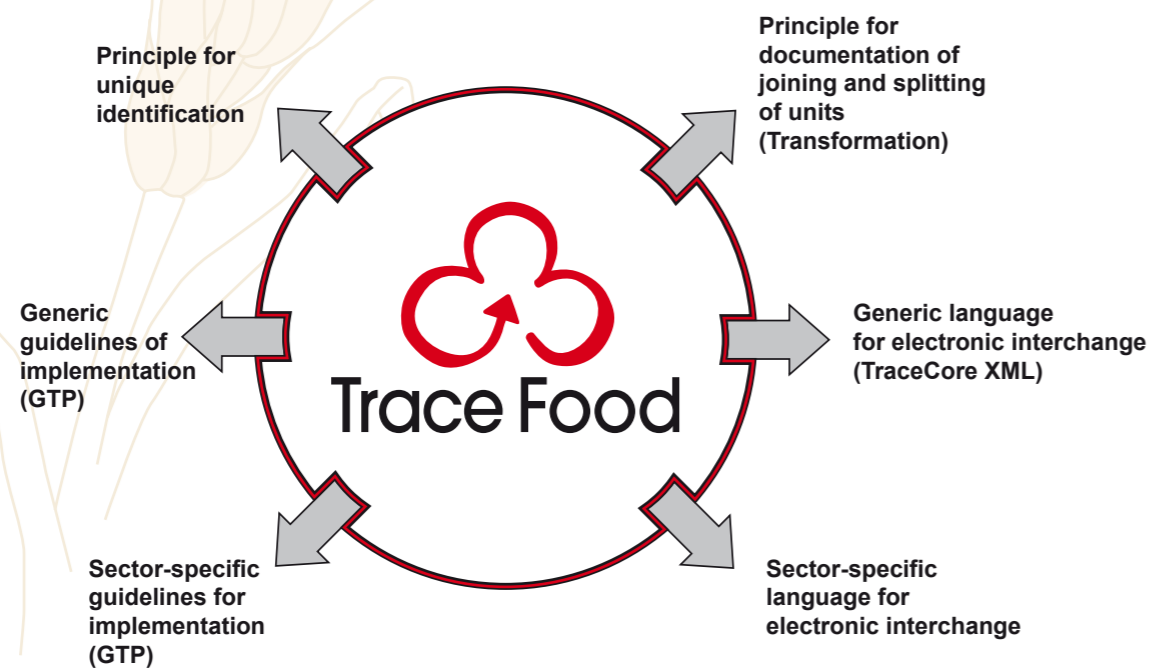 Principle for
unique
identification
Principle for
documentation of
joining and splitting
of units
(Transformation)
Generic
guidelines of
implementation
(GTP)
Trace Food
Generic language
for electronic interchange
(TraceCore XML)
Sector-specific
guidelines for
implementation
(GTP)
Sector-specific
language for
electronic interchange